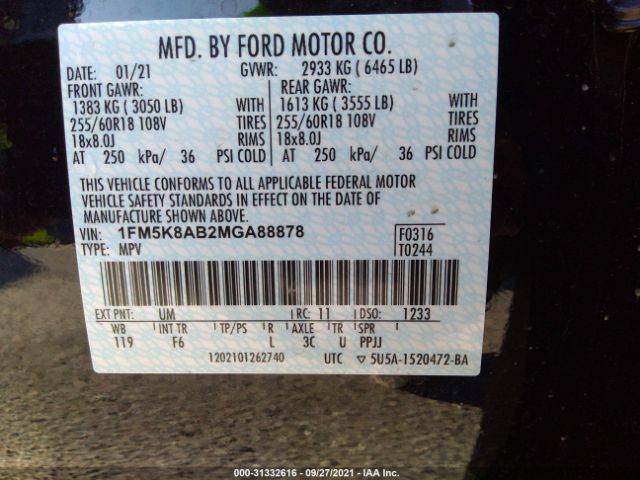 MFD. BY FORD MOTOR CO.
DATE: 01/21 GVWR: 2933 KG ( 6465 LB)
FRONT GAWR: REAR GAWR:
1383 KG ( 3050 LB) WITH 1613 KG ( 3555 LB) WITH
255/60R18 108V TIRES 255/60R18 108V TIRES
18x8.0J RIMS 18x8.0J RIMS
AT 250 kPa/ 36 PSI COLD AT 250 kPa/ 36 PSI COLD
THIS VEHICLE CONFORMS TO ALL APPLICABLE FEDERAL MOTOR
VEHICLE SAFETY STANDARDS IN EFFECT ON THE DATE OF
MANUFACTURE SHOWN ABOVE.
VIN: 1FM5K8AB2MGA88878 F0316
TYPE: MPV T0244
EXT PNT: UM RC: 11 DSO: 1233
WB INT TR TP/PS R AXLE TR SPR
119 F6 L 3C U PPJJ
1202101262740 UTC ▽ 5U5A-1520472-BA
000-31332616 - 09/27/2021 - IAA Inc.